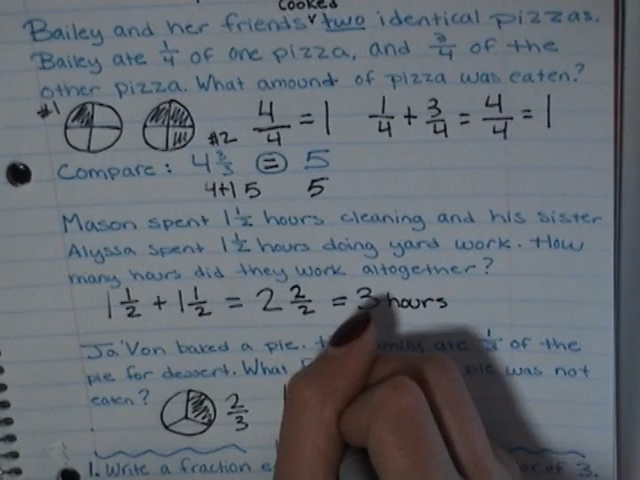 cooked
Bailey and her friends ˅ two identical pizzas.
Bailey ate 1/4 of one pizza, and 3/4 of the
other pizza. What amount of pizza was eaten?
#1 #2 4/4 = 1 1/4 + 3/4 = 4/4 = 1
Compare: 4 3/3 = 5
4+1 5 5
Mason spent 1 1/2 hours cleaning and his sister
Alyssa spent 1 1/2 hours doing yard work. How
many hours did they work altogether?
1 1/2 + 1 1/2 = 2 2/2 = 3 hours
Ja'Von baked a pie. family ate 1/3 of the
pie for dessert. What pie was not
eaten? 2/3
1. Write a fraction of 3.